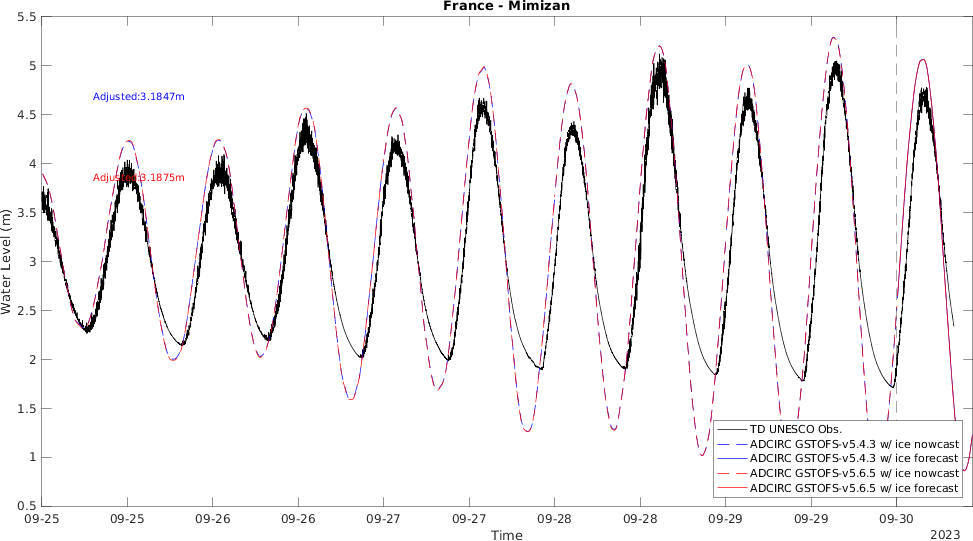 France - Mimizan
5.5
5
4.5
4
3.5
3
2.5
2
1.5
1
0.5
Water Level (m)
Adjusted:3.1847m
Adjusted:3.1875m
TD UNESCO Obs.
ADCIRC GSTOFS-v5.4.3 w/ ice nowcast
ADCIRC GSTOFS-v5.4.3 w/ ice forecast
ADCIRC GSTOFS-v5.6.5 w/ ice nowcast
ADCIRC GSTOFS-v5.6.5 w/ ice forecast
09-25 09-25 09-26 09-26 09-27 09-27 09-28 09-28 09-29 09-29 09-30
Time
2023